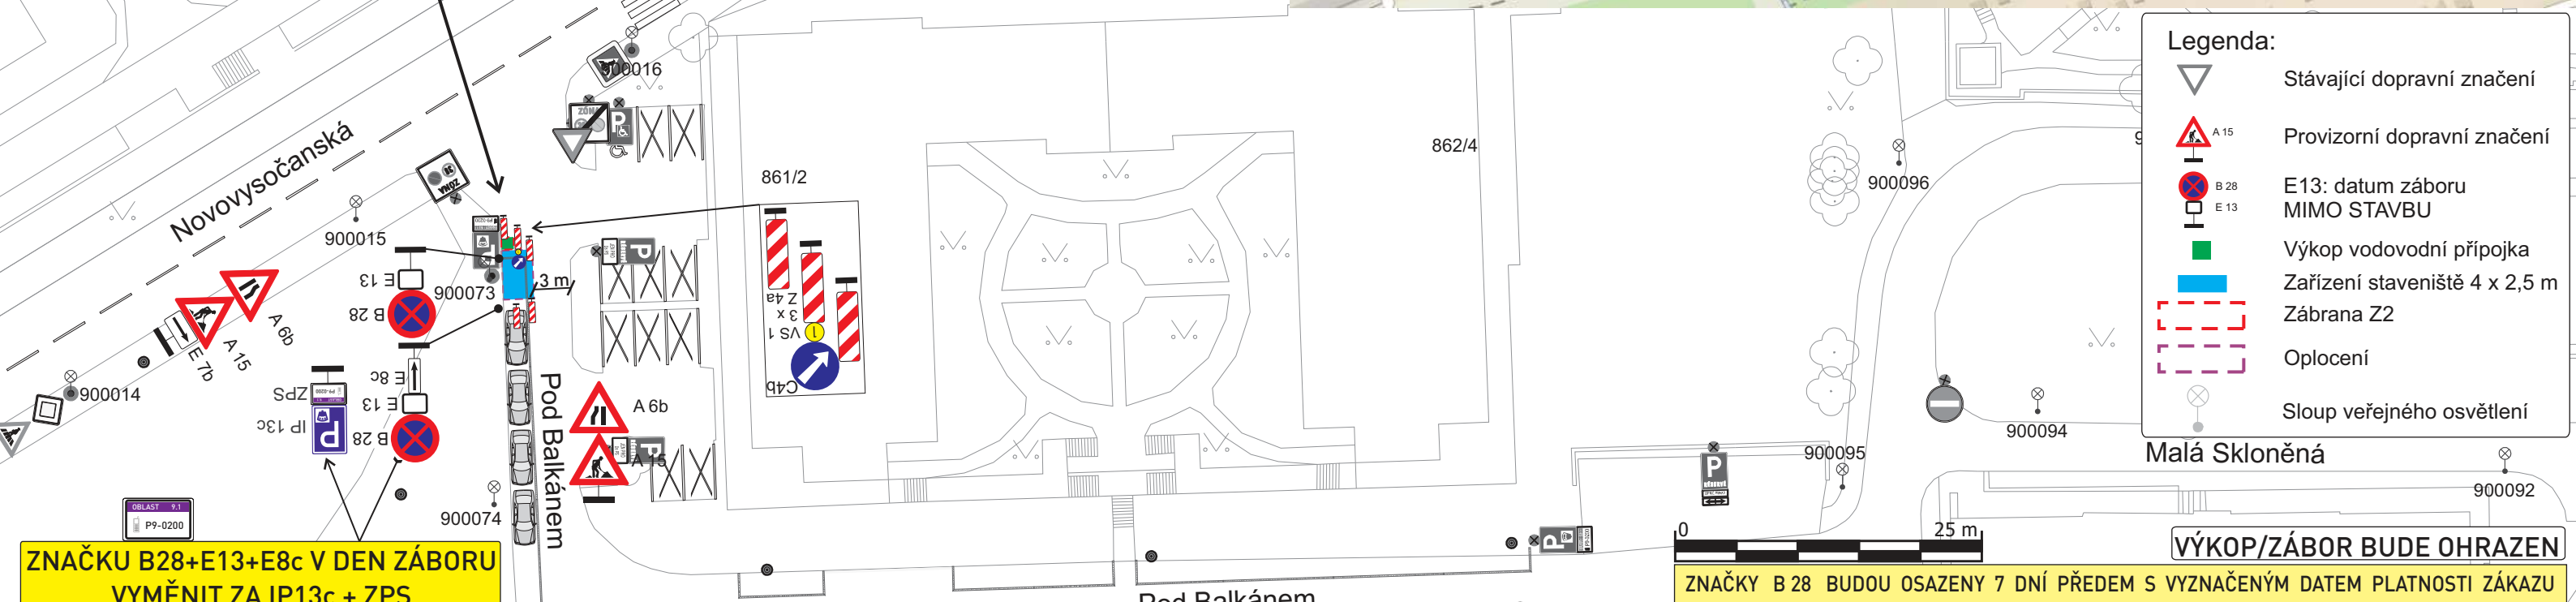 Novovysočanská
900016
ZÓNA
ZÓNA
P
861/2
862/4
900015
900073
3 m
E 13
B 28
A 6b
A 15
E 7b
900014
ZPS
IP 13c
P
E 8c
E 13
B 28
Z 4a
3 x
VS 1
1
C4b
P
A 6b
P
A 15
Pod Balkánem
900074
OBLAST 9.1
P9-0200
ZNAČKU B28+E13+E8c V DEN ZÁBORU
VYMĚNIT ZA IP13c + ZPS
Pod Balkánem
900096
900095
900094
900092
P
P
Malá Skloněná
0
25 m
Legenda:
Stávající dopravní značení
A 15
Provizorní dopravní značení
B 28
E 13
E13: datum záboru
MIMO STAVBU
Výkop vodovodní přípojka
Zařízení staveniště 4 x 2,5 m
Zábrana Z2
Oplocení
Sloup veřejného osvětlení
VÝKOP/ZÁBOR BUDE OHRAZEN
ZNAČKY B 28 BUDOU OSAZENY 7 DNÍ PŘEDEM S VYZNAČENÝM DATEM PLATNOSTI ZÁKAZU